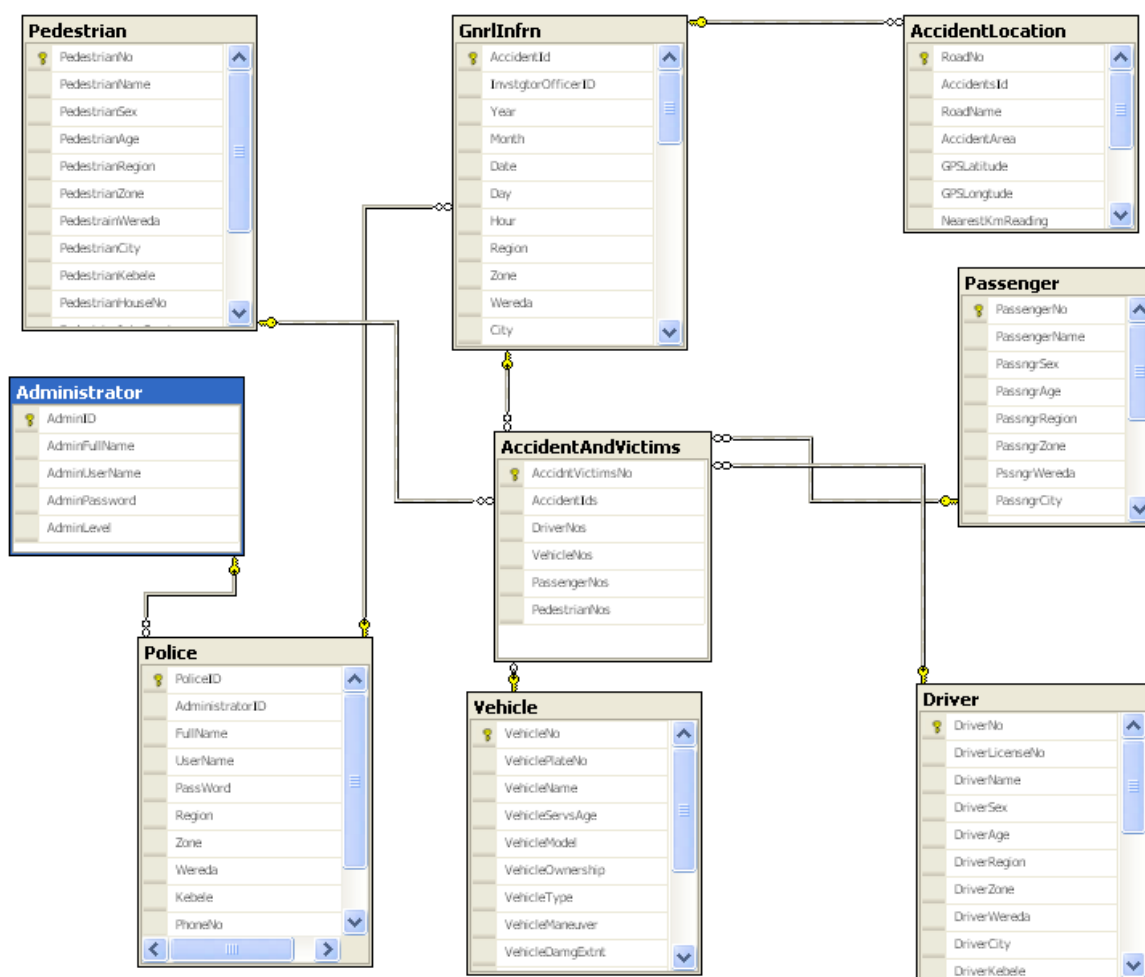 Pedestrian
PedestrianNo
PedestrianName
PedestrianSex
PedestrianAge
PedestrianRegion
PedestrianZone
PedestrainWereda
PedestrianCity
PedestrianKebele
PedestrianHouseNo
GnrlInfrn
AccidentId
InvstgtorOfficerID
Year
Month
Date
Day
Hour
Region
Zone
Wereda
City
AccidentLocation
RoadNo
AccidentsId
RoadName
AccidentArea
GPSLatitude
GPSLongtude
NearestKmReading
Passenger
PassengerNo
PassengerName
PassngrSex
PassngrAge
PassngrRegion
PassngrZone
PssngrWereda
PassngrCity
Administrator
AdminID
AdminFullName
AdminUserName
AdminPassword
AdminLevel
AccidentAndVictims
AccidntVictimsNo
AccidentIds
DriverNos
VehicleNos
PassengerNos
PedestrianNos
Police
PoliceID
AdministratorID
FullName
UserName
PassWord
Region
Zone
Wereda
Kebele
PhoneNo
Vehicle
VehicleNo
VehiclePlateNo
VehicleName
VehicleServsAge
VehicleModel
VehicleOwnership
VehicleType
VehicleManeuver
VehicleDamgExtnt
Driver
DriverNo
DriverLicenseNo
DriverName
DriverSex
DriverAge
DriverRegion
DriverZone
DriverWereda
DriverCity
DriverKebele